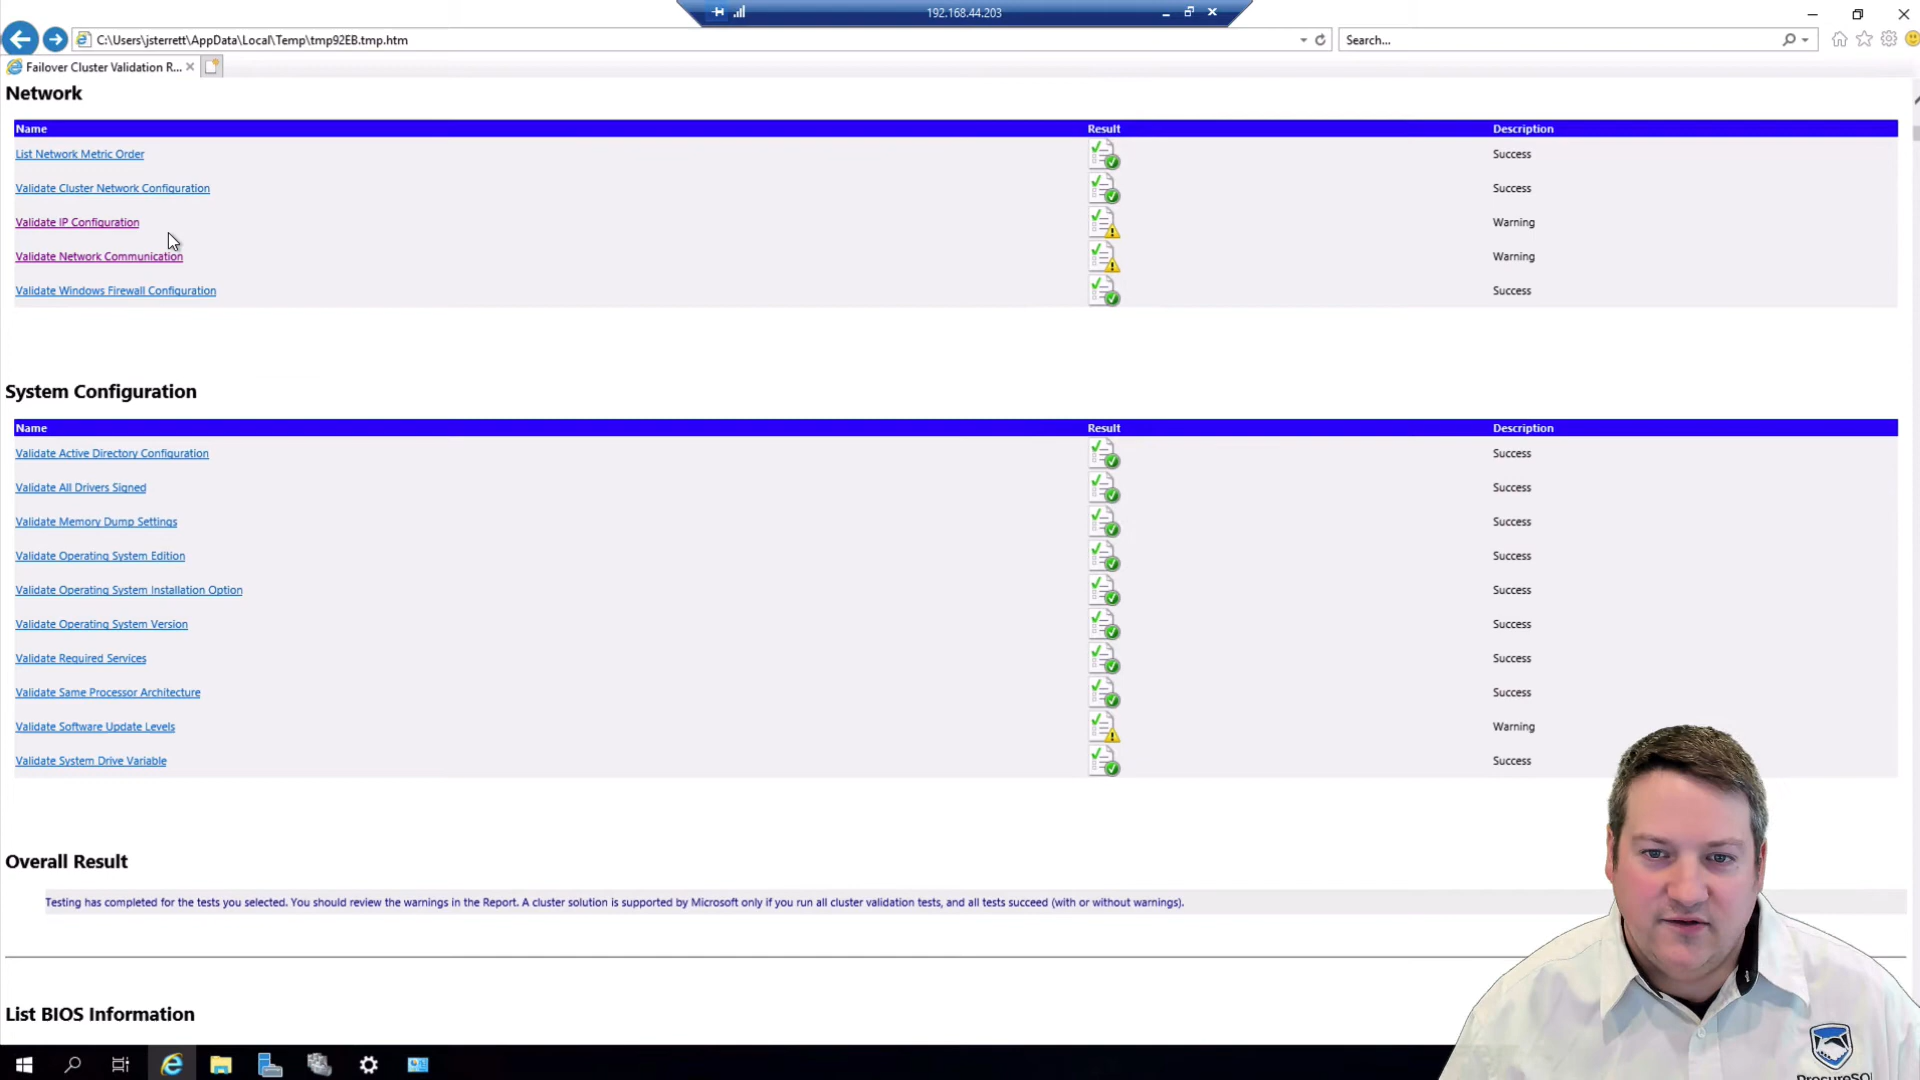 192.168.44.203
C:\Users\jsterrett\AppData\Local\Temp\tmp92EB.tmp.htm
Search...
Failover Cluster Validation R...
Network
Name Result Description
List Network Metric Order Success
Validate Cluster Network Configuration Success
Validate IP Configuration Warning
Validate Network Communication Warning
Validate Windows Firewall Configuration Success
System Configuration
Name Result Description
Validate Active Directory Configuration Success
Validate All Drivers Signed Success
Validate Memory Dump Settings Success
Validate Operating System Edition Success
Validate Operating System Installation Option Success
Validate Operating System Version Success
Validate Required Services Success
Validate Same Processor Architecture Success
Validate Software Update Levels Warning
Validate System Drive Variable Success
Overall Result
Testing has completed for the tests you selected. You should review the warnings in the Report. A cluster solution is supported by Microsoft only if you run all cluster validation tests, and all tests succeed (with or without warnings).
List BIOS Information